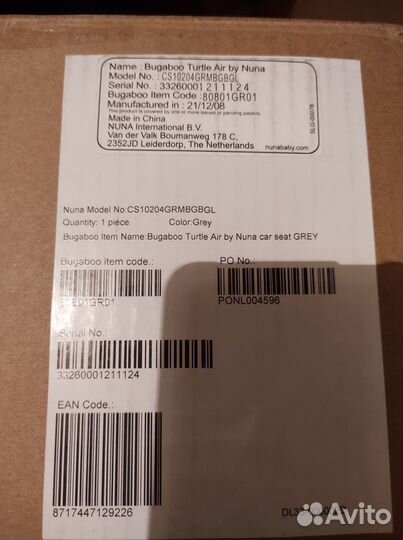 Name : Bugaboo Turtle Air by Nuna
Model No. : CS10204GRMBGBGL
Serial No. : 33260001211124
Bugaboo Item Code :80801GR01
Manufactured in : 21/12/08
This product is covered by one or more issued or pending patents.
Made in China
NUNA International B.V.
Van der Valk Boumanweg 178 C,
2352JD Leiderdorp, The Netherlands
nunababy.com
SLG-0007B
Nuna Model No:CS10204GRMBGBGL
Quantity: 1 piece Color:Grey
Bugaboo Item Name:Bugaboo Turtle Air by Nuna car seat GREY
Bugaboo item code.: PO No.:
80801GR01 PONL004596
Serial No.:
33260001211124
EAN Code.:
8717447129226
Avito